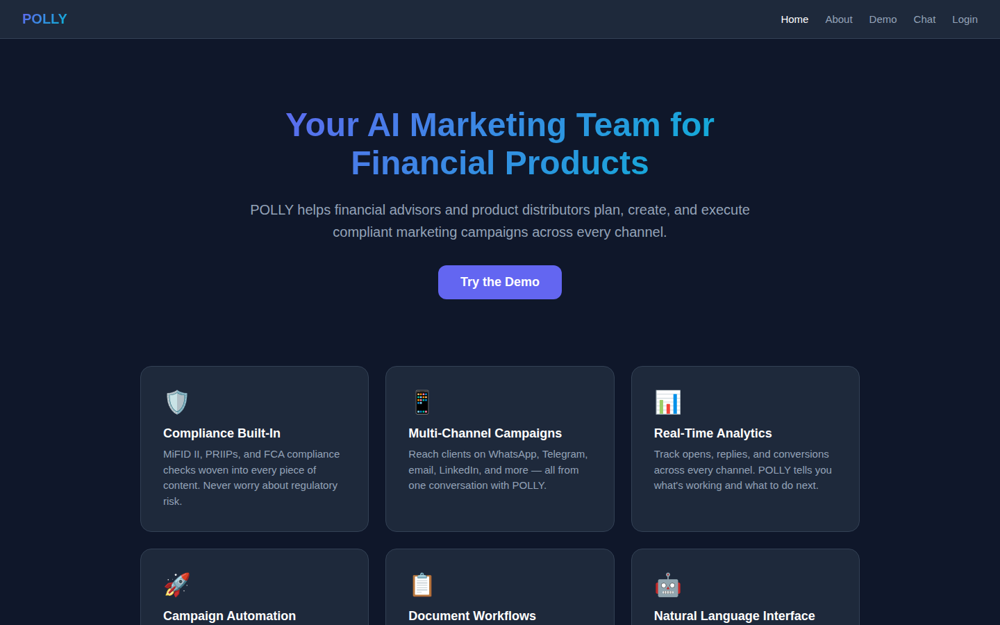 POLLY
Home About Demo Chat Login
Your AI Marketing Team for
Financial Products
POLLY helps financial advisors and product distributors plan, create, and execute
compliant marketing campaigns across every channel.
Try the Demo
Compliance Built-In
MiFID II, PRIIPs, and FCA compliance
checks woven into every piece of
content. Never worry about regulatory
risk.
Multi-Channel Campaigns
Reach clients on WhatsApp, Telegram,
email, LinkedIn, and more — all from
one conversation with POLLY.
Real-Time Analytics
Track opens, replies, and conversions
across every channel. POLLY tells you
what's working and what to do next.
Campaign Automation
Document Workflows
Natural Language Interface